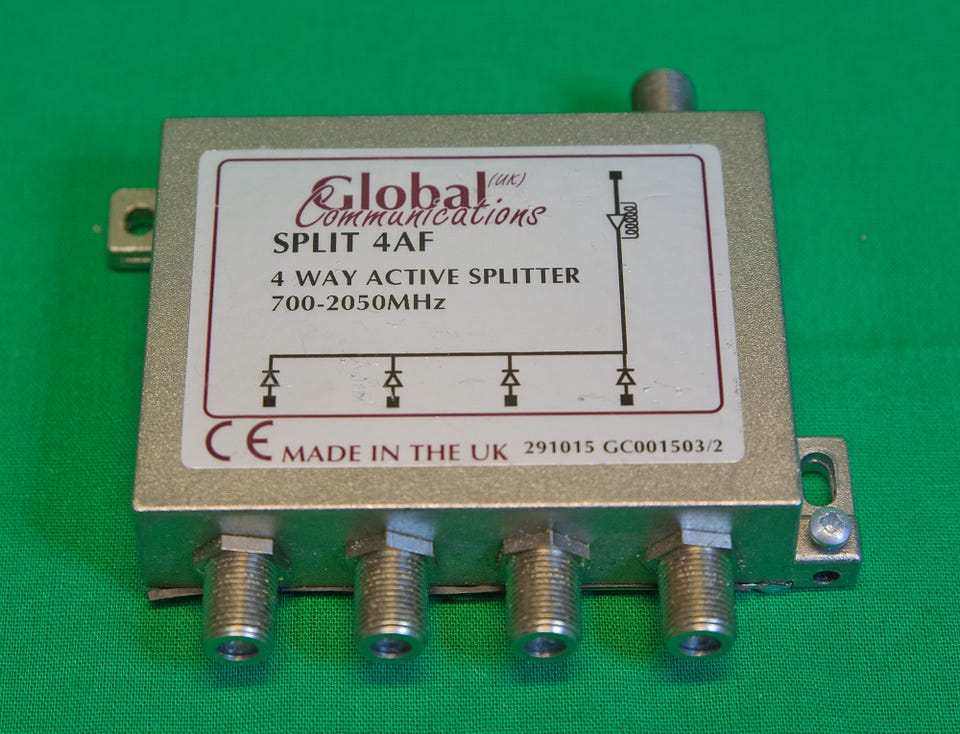 Global (UK)
Communications
SPLIT 4AF
4 WAY ACTIVE SPLITTER
700-2050MHz
CE MADE IN THE UK 291015 GC001503/2